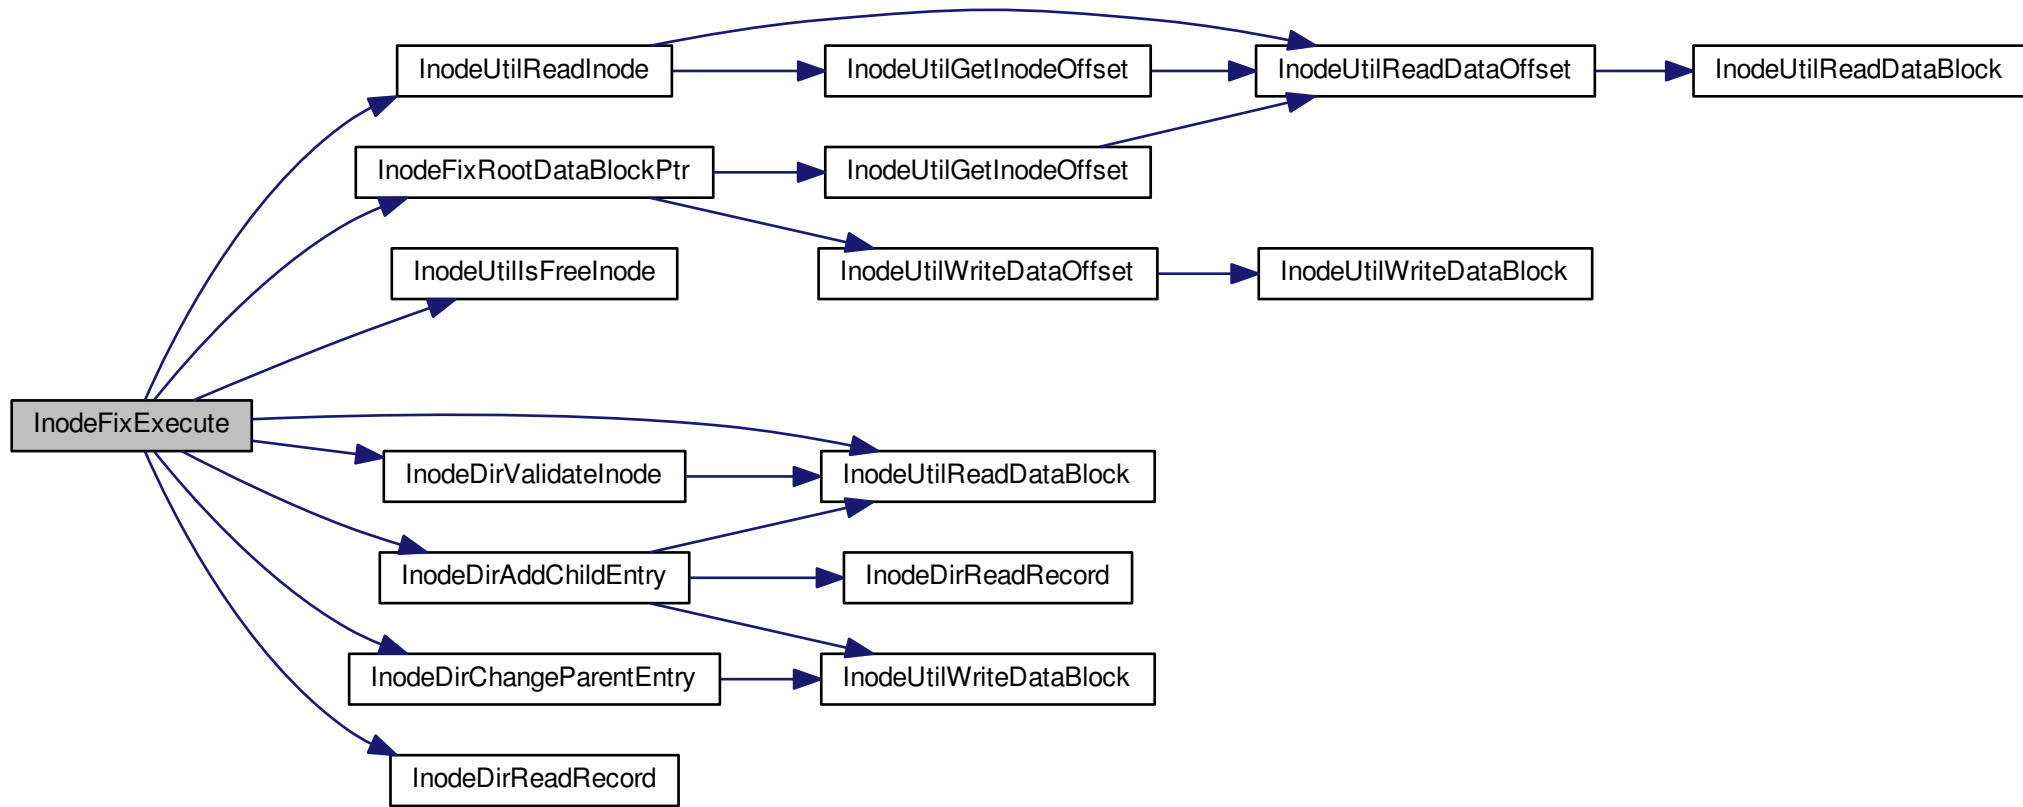 InodeUtilReadInode
InodeUtilGetInodeOffset
InodeUtilReadDataOffset
InodeUtilReadDataBlock
InodeFixRootDataBlockPtr
InodeUtilGetInodeOffset
InodeUtilIsFreeInode
InodeUtilWriteDataOffset
InodeUtilWriteDataBlock
InodeFixExecute
InodeDirValidateInode
InodeUtilReadDataBlock
InodeDirAddChildEntry
InodeDirReadRecord
InodeDirChangeParentEntry
InodeUtilWriteDataBlock
InodeDirReadRecord